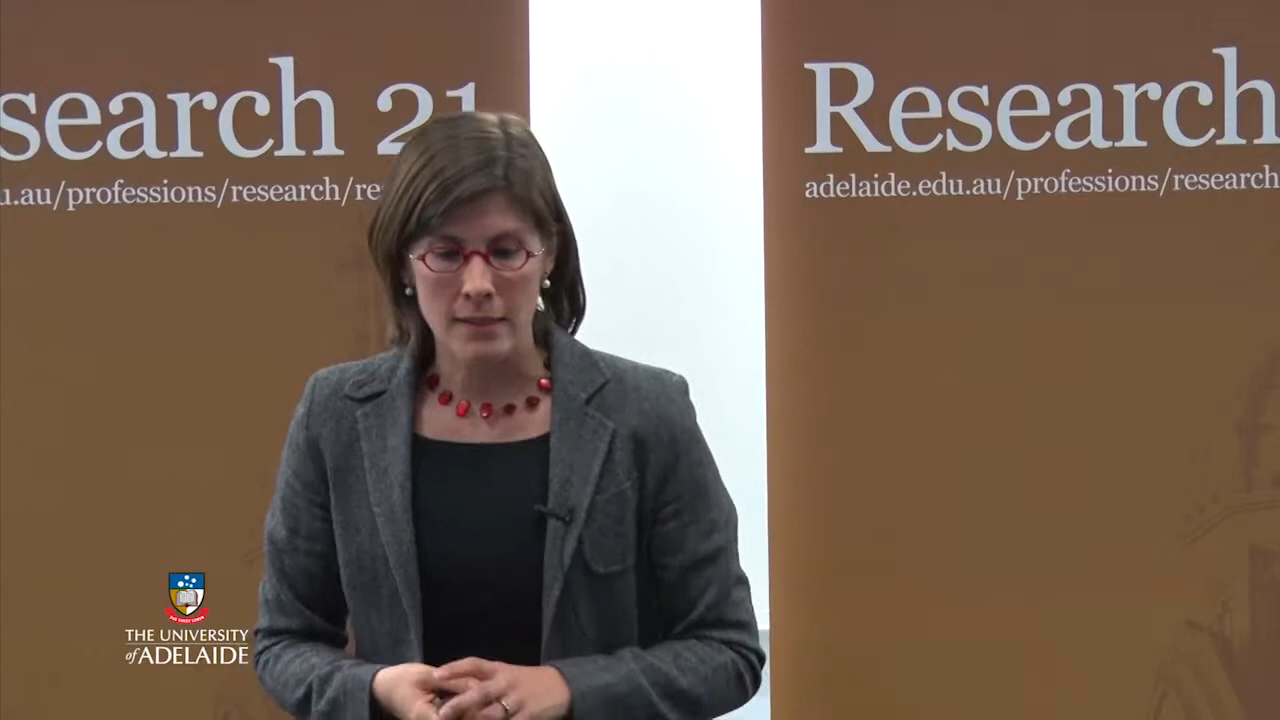 search 21
u.au/professions/research/re
Research
adelaide.edu.au/professions/research
THE UNIVERSITY
of ADELAIDE